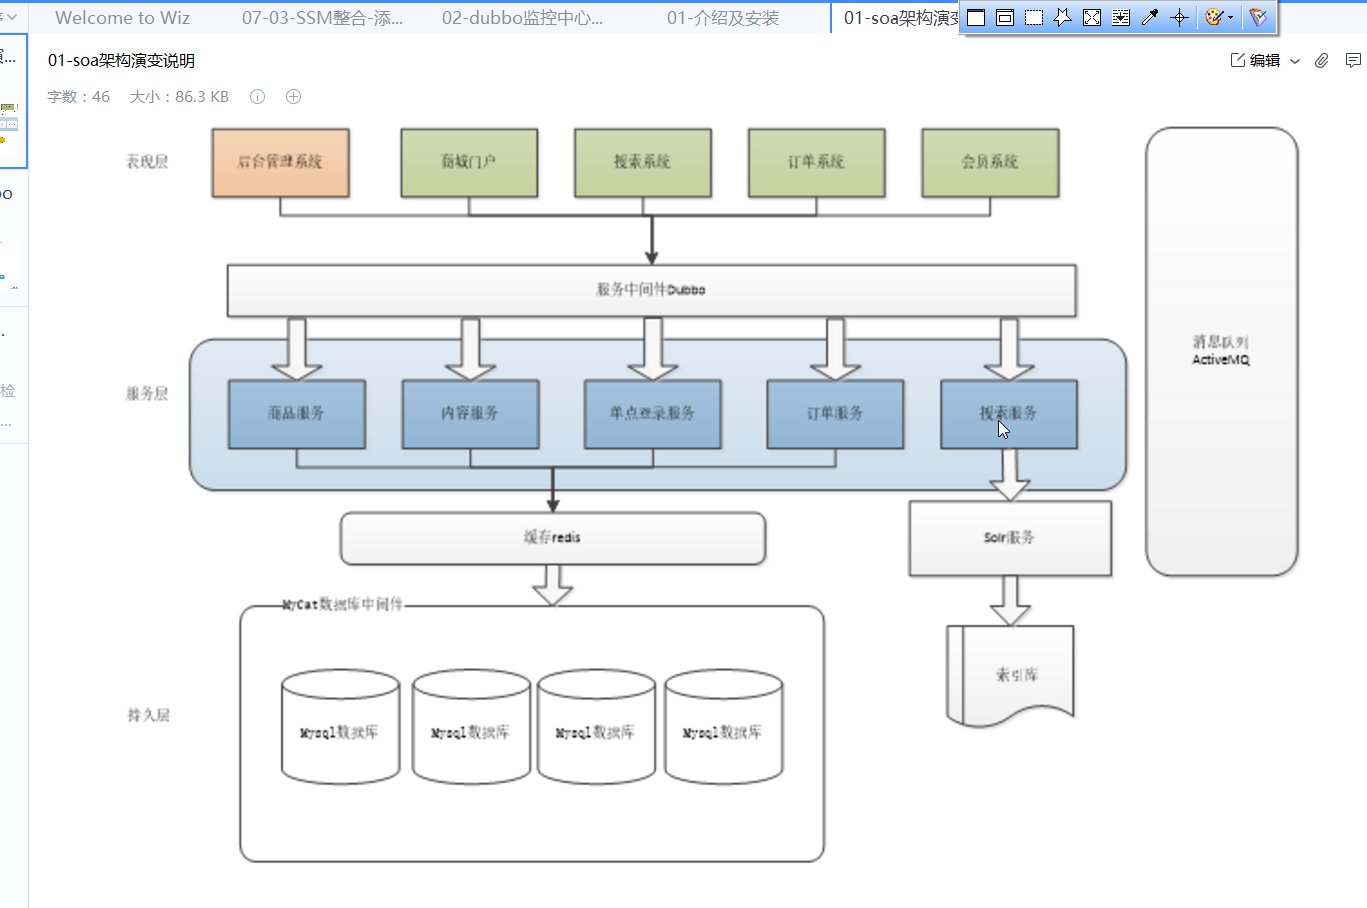 Welcome to Wiz
07-03-SSM整合-添...
02-dubbo监控中心...
01-介绍及安装
01-soa架构演变
01-soa架构演变说明
编辑
字数：46 大小：86.3 KB
表现层
后台管理系统
商城门户
搜索系统
订单系统
会员系统
服务中间件Dubbo
消息队列
ActiveMQ
服务层
商品服务
内容服务
单点登录服务
订单服务
搜索服务
缓存redis
Solr服务
MyCat数据库中间件
索引库
持久层
Mysql数据库
Mysql数据库
Mysql数据库
Mysql数据库